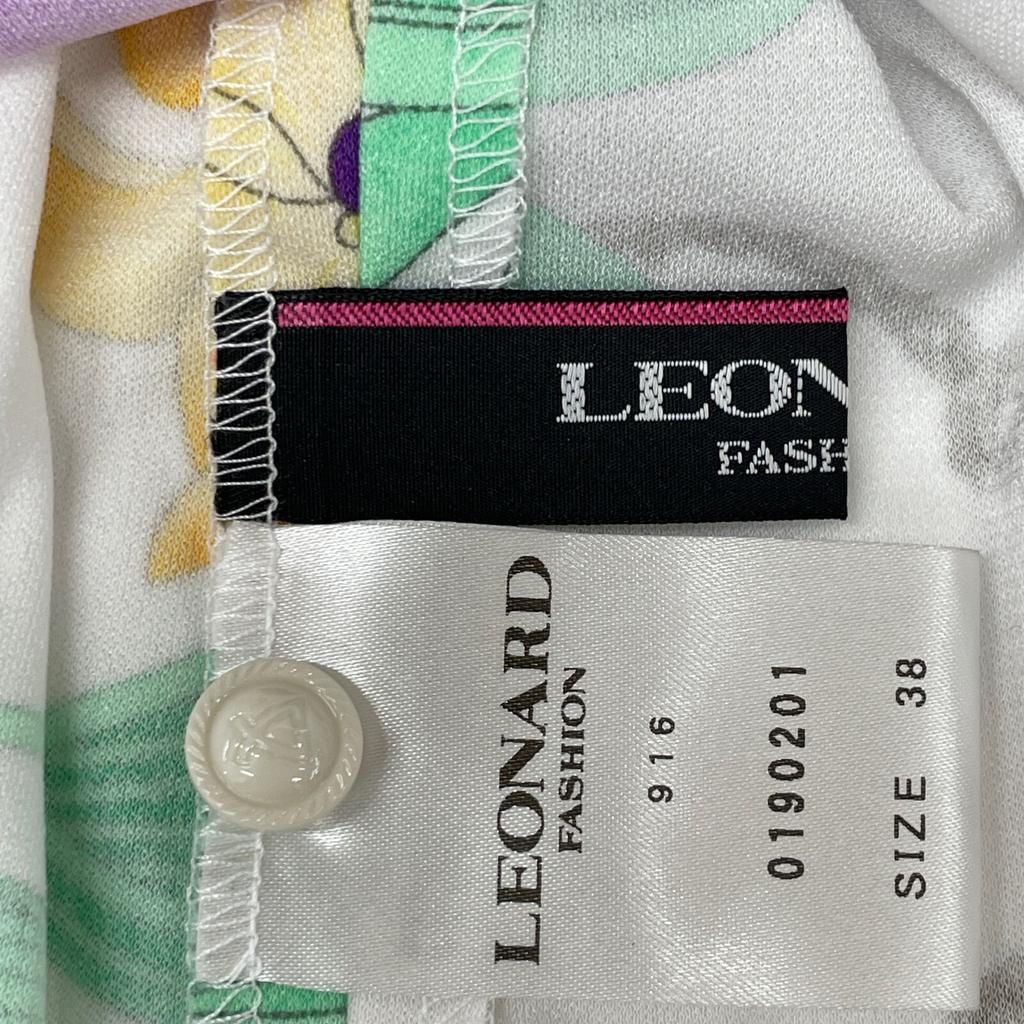 LEON
FASH
LEONARD
FASHION
916
0190201
SIZE 38